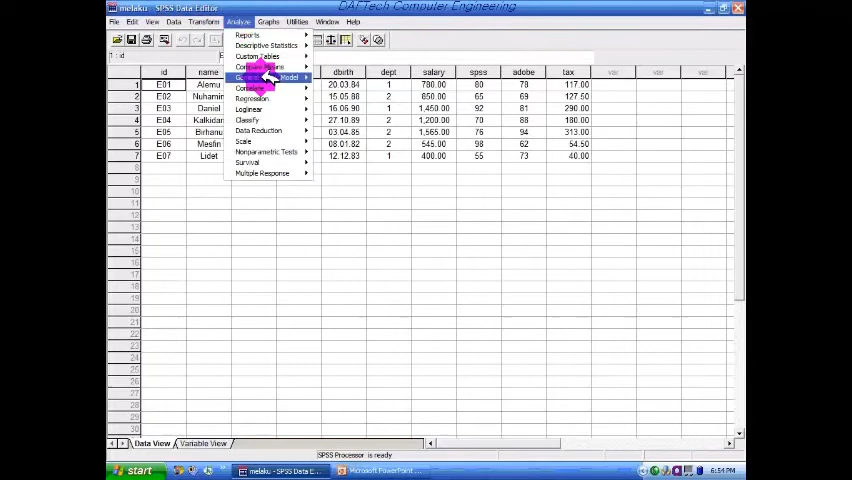 DAFTech Computer Engineering
melaku - SPSS Data Editor
File Edit View Data Transform Analyze Graphs Utilities Window Help
1 : id
Reports
Descriptive Statistics
Custom Tables
Compare Means
Model
Correlate
Regression
Loglinear
Classify
Data Reduction
Scale
Nonparametric Tests
Survival
Multiple Response
id name dbirth dept salary spss adobe tax var var var
1 E01 Alemu 20.03.84 1 780.00 80 78 117.00
2 E02 Nuhamin 15.05.88 2 850.00 65 69 127.50
3 E03 Daniel 16.06.90 1 1,450.00 92 81 290.00
4 E04 Kalkidan 27.10.89 2 1,200.00 70 88 180.00
5 E05 Birhanu 03.04.85 2 1,565.00 76 94 313.00
6 E06 Mesfin 08.01.82 2 545.00 98 62 54.50
7 E07 Lidet 12.12.83 1 400.00 55 73 40.00
8
9
10
11
12
13
14
15
16
17
18
19
20
21
22
23
24
25
26
27
28
29
30
Data View Variable View
SPSS Processor is ready
start melaku - SPSS Data E... Microsoft PowerPoint ... 6:54 PM